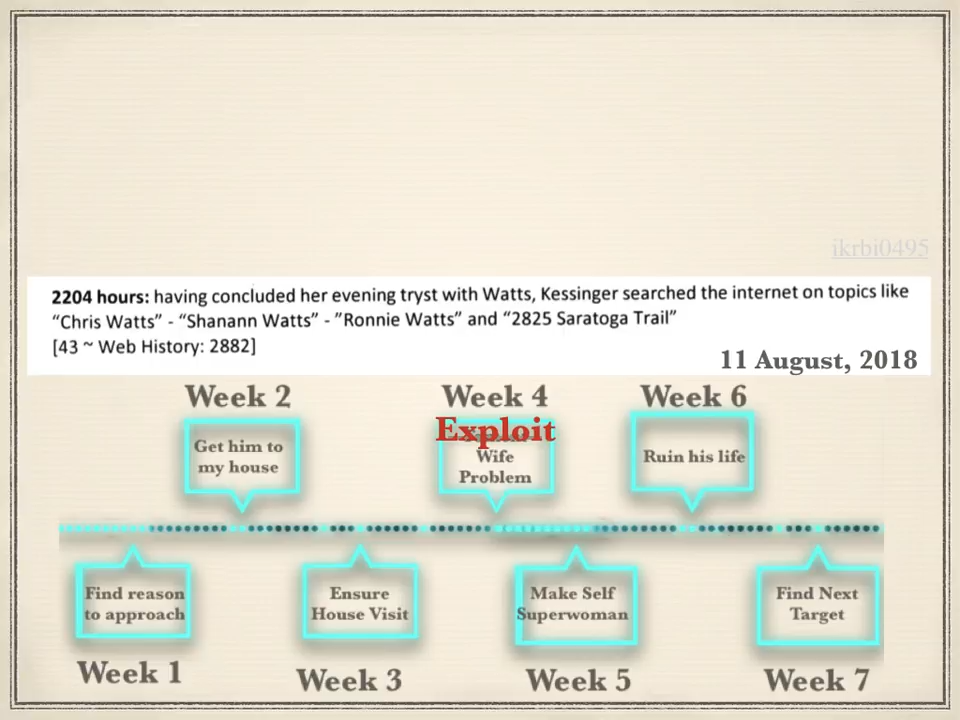 ikrbi0495
2204 hours: having concluded her evening tryst with Watts, Kessinger searched the internet on topics like
“Chris Watts” - “Shanann Watts” - ”Ronnie Watts” and “2825 Saratoga Trail”
[43 ~ Web History: 2882]
11 August, 2018
Week 2
Week 4
Week 6
Exploit
Get him to
my house
Wife
Problem
Ruin his life
Find reason
to approach
Ensure
House Visit
Make Self
Superwoman
Find Next
Target
Week 1
Week 3
Week 5
Week 7